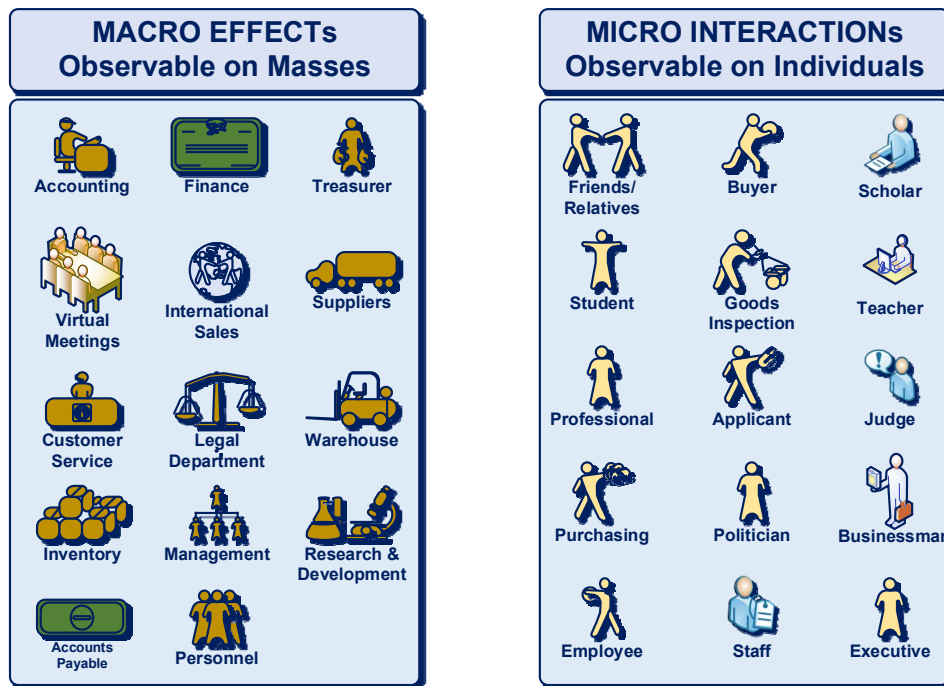 MACRO EFFECTs
Observable on Masses
Accounting
Finance
Treasurer
Virtual
Meetings
International
Sales
Suppliers
Customer
Service
Legal
Department
Warehouse
Inventory
Management
Research &
Development
Accounts
Payable
Personnel
MICRO INTERACTIONs
Observable on Individuals
Friends/
Relatives
Buyer
Scholar
Student
Goods
Inspection
Teacher
Professional
Applicant
Judge
Purchasing
Politician
Businessman
Employee
Staff
Executive